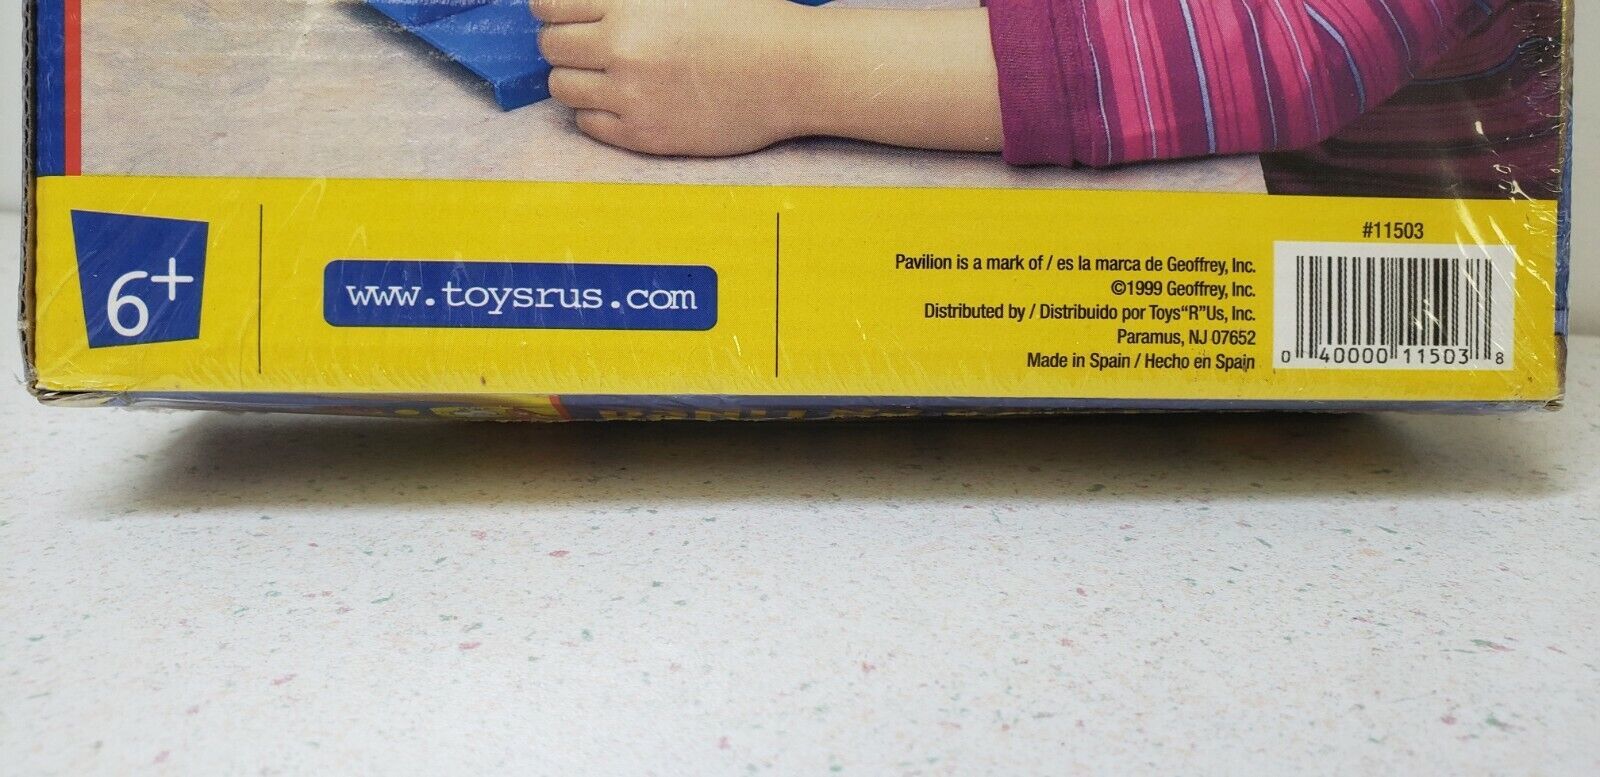 6+
www.toysrus.com
Pavilion is a mark of / es la marca de Geoffrey, Inc.
©1999 Geoffrey, Inc.
Distributed by / Distribuido por Toys“R”Us, Inc.
Paramus, NJ 07652
Made in Spain / Hecho en Spain
#11503
0 40000 11503 8